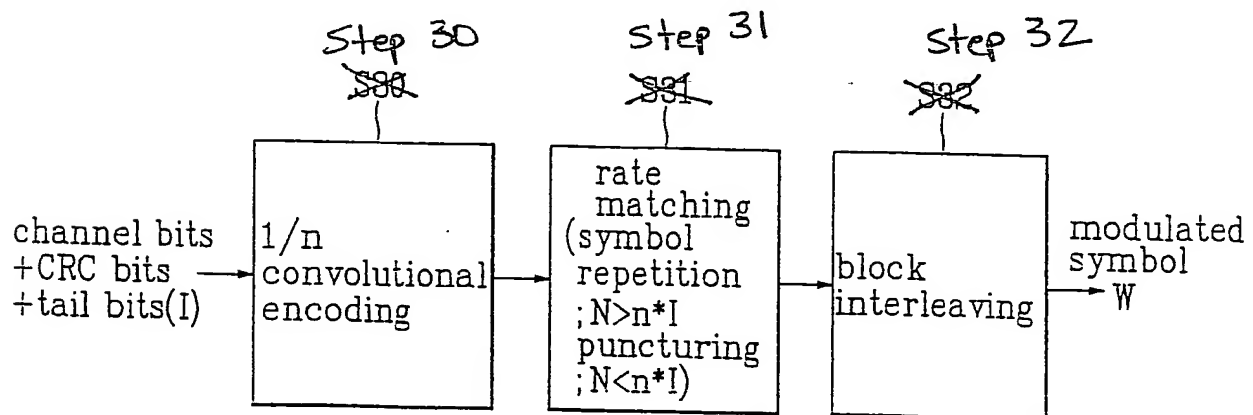 Step 30
Step 31
Step 32
S30
S31
S32
channel bits
+CRC bits
+tail bits(I)
1/n
convolutional
encoding
rate
matching
(symbol
repetition
;N>n*I
puncturing
;N<n*I)
block
interleaving
modulated
symbol
W